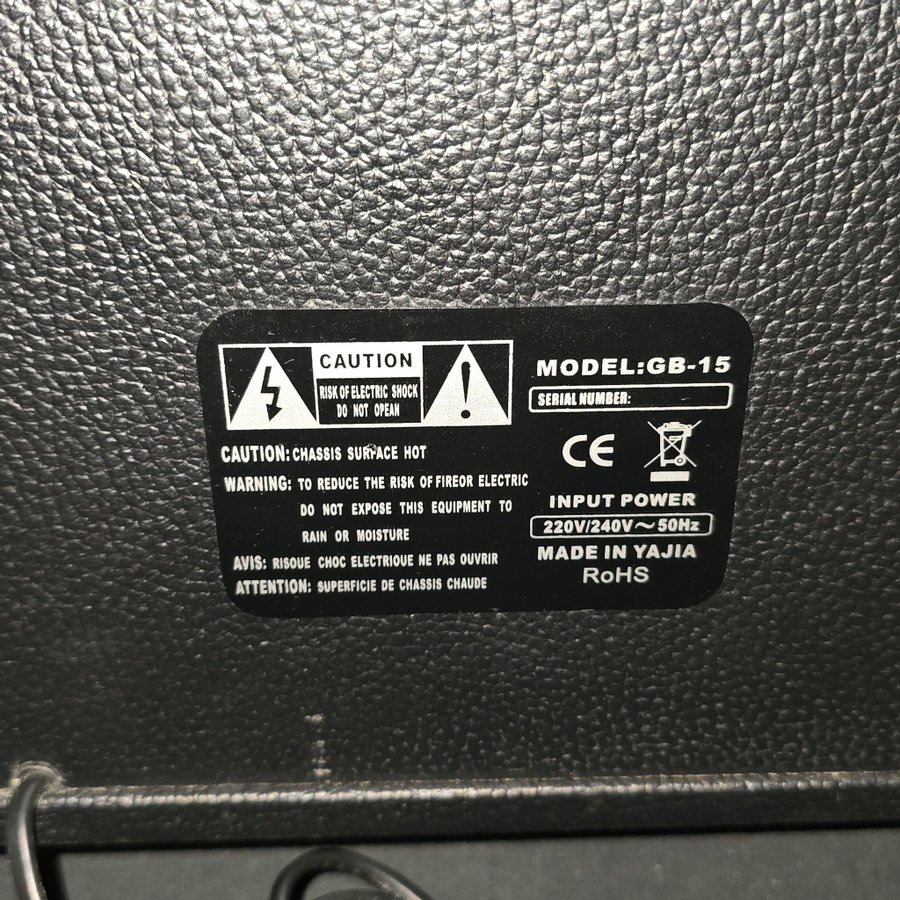 CAUTION
RISK OF ELECTRIC SHOCK
DO NOT OPEAN
CAUTION: CHASSIS SURFACE HOT
WARNING: TO REDUCE THE RISK OF FIREOR ELECTRIC
DO NOT EXPOSE THIS EQUIPMENT TO
RAIN OR MOISTURE
AVIS: RISOUE CHOC ELECTRIOUE NE PAS OUVRIR
ATTENTION: SUPERFICIE DE CHASSIS CHAUDE
MODEL:GB-15
SERIAL NUMBER:
CE
INPUT POWER
220V/240V～50Hz
MADE IN YAJIA
RoHS